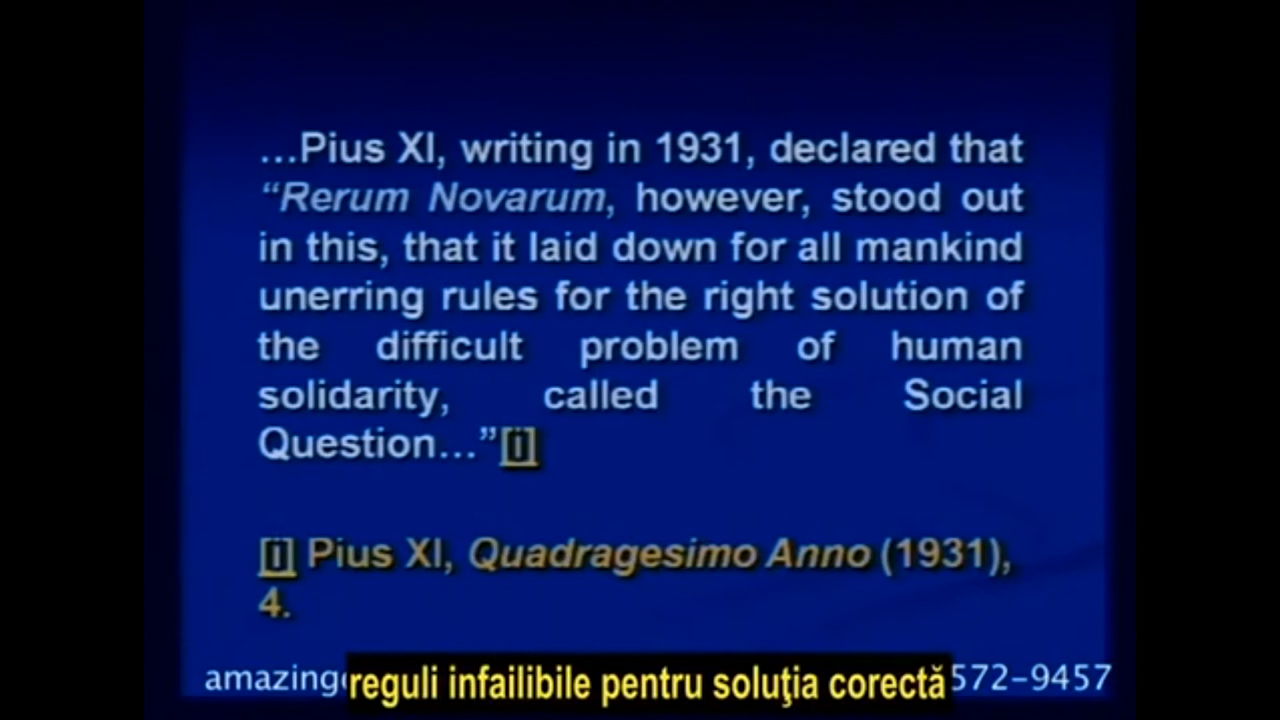 ...Pius XI, writing in 1931, declared that
“Rerum Novarum, however, stood out
in this, that it laid down for all mankind
unerring rules for the right solution of
the difficult problem of human
solidarity, called the Social
Question...”[i]
[i] Pius XI, Quadragesimo Anno (1931),
4.
reguli infailibile pentru soluţia corectă
572-9457